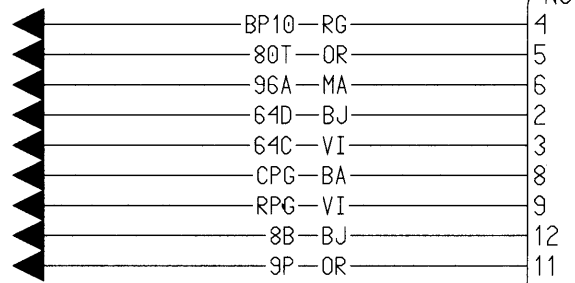 BP10 RG 4
80T OR 5
96A MA 6
64D BJ 2
64C VI 3
CPG BA 8
RPG VI 9
8B BJ 12
9P OR 11